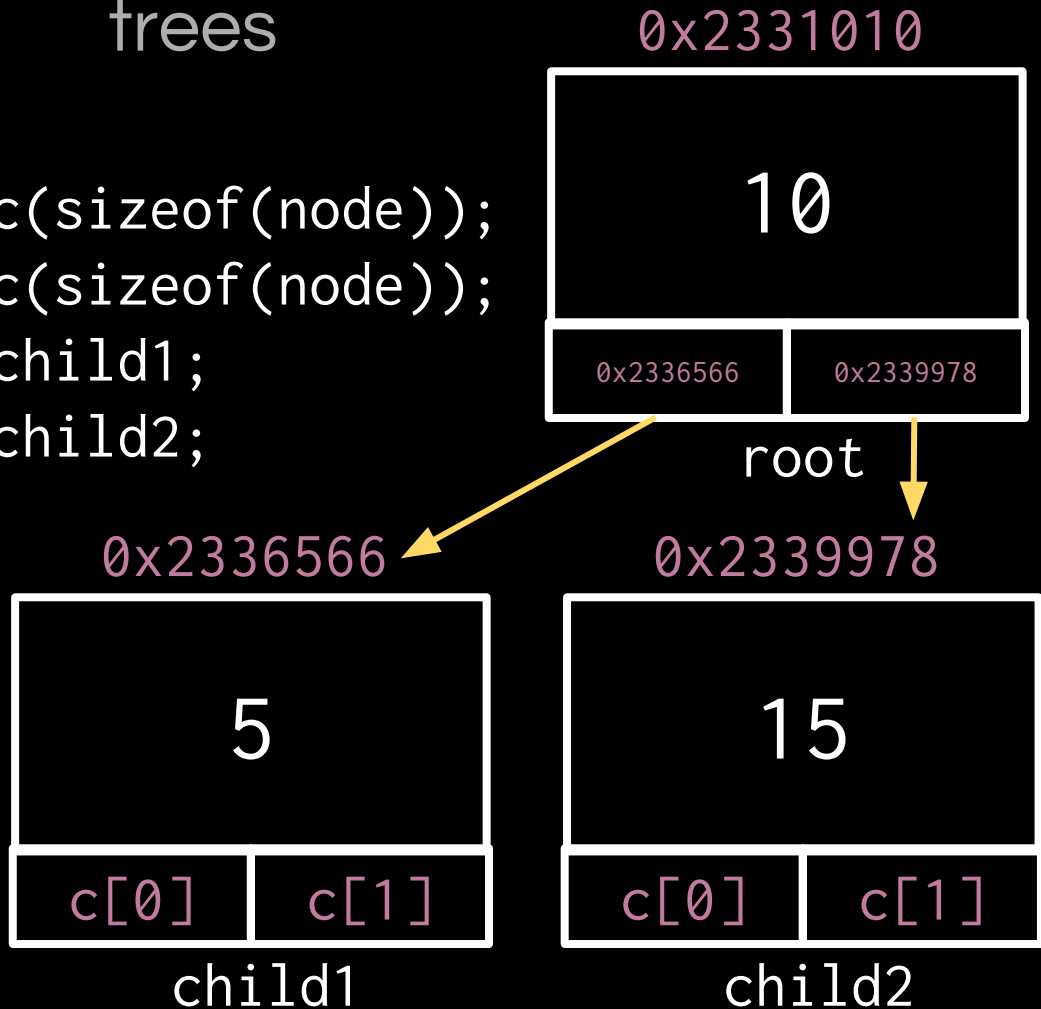 trees
0x2331010
10
c(sizeof(node));
c(sizeof(node));
child1;
child2;
0x2336566 0x2339978
root
0x2336566 0x2339978
5 15
c[0] c[1] c[0] c[1]
child1 child2